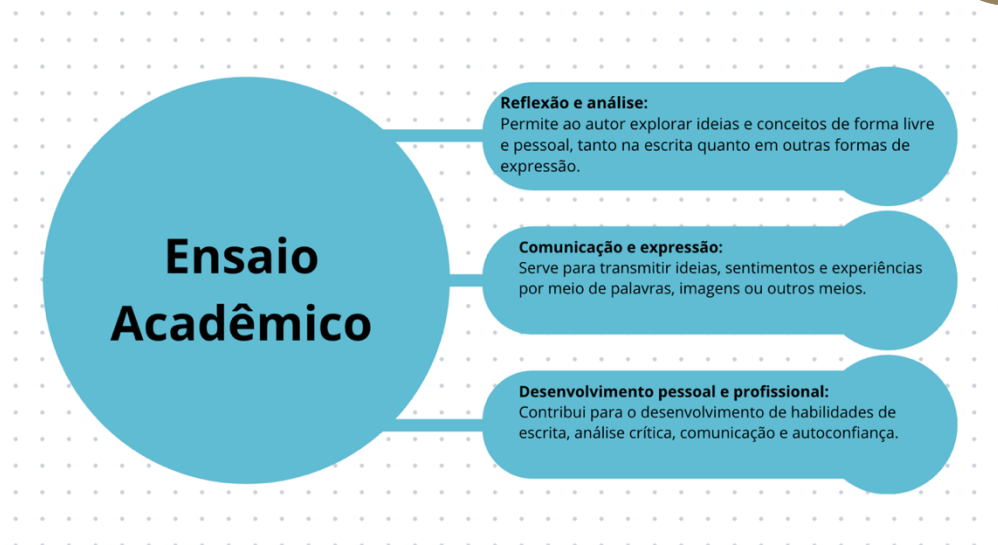 Ensaio
Acadêmico
Reflexão e análise:
Permite ao autor explorar ideias e conceitos de forma livre
e pessoal, tanto na escrita quanto em outras formas de
expressão.
Comunicação e expressão:
Serve para transmitir ideias, sentimentos e experiências
por meio de palavras, imagens ou outros meios.
Desenvolvimento pessoal e profissional:
Contribui para o desenvolvimento de habilidades de
escrita, análise crítica, comunicação e autoconfiança.